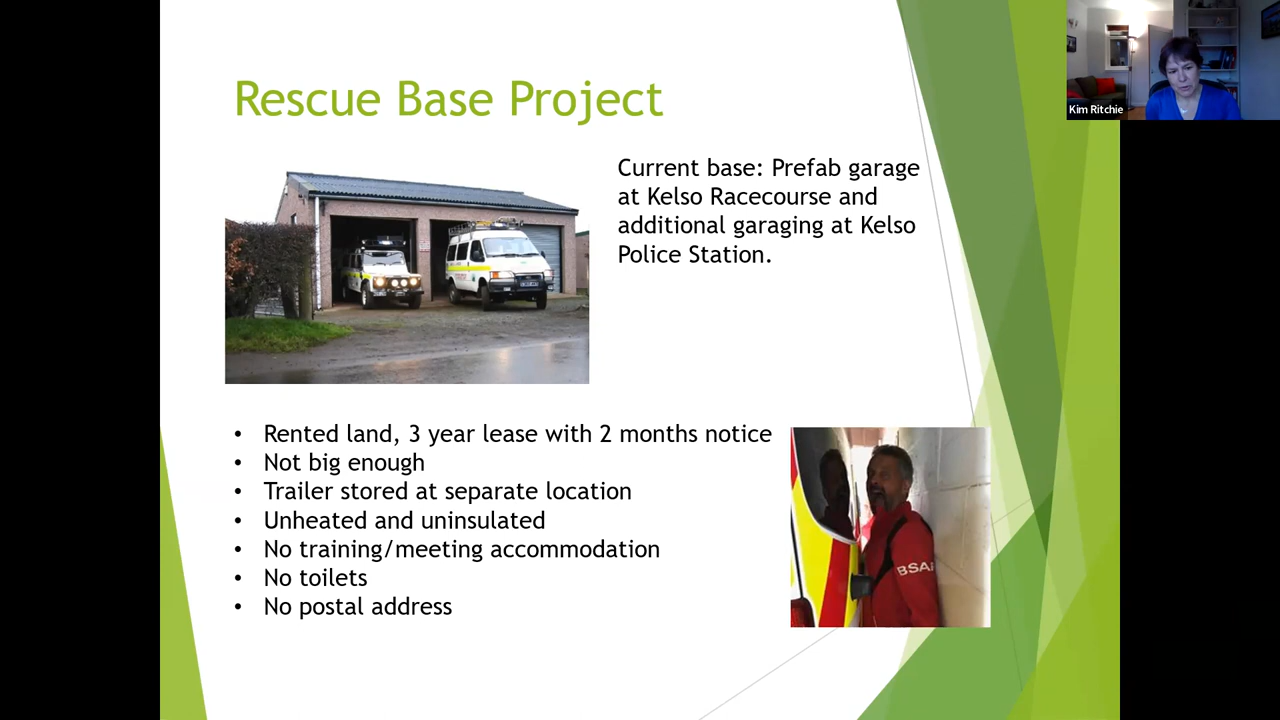 Rescue Base Project
Kim Ritchie
Current base: Prefab garage
at Kelso Racecourse and
additional garaging at Kelso
Police Station.
• Rented land, 3 year lease with 2 months notice
• Not big enough
• Trailer stored at separate location
• Unheated and uninsulated
• No training/meeting accommodation
• No toilets
• No postal address